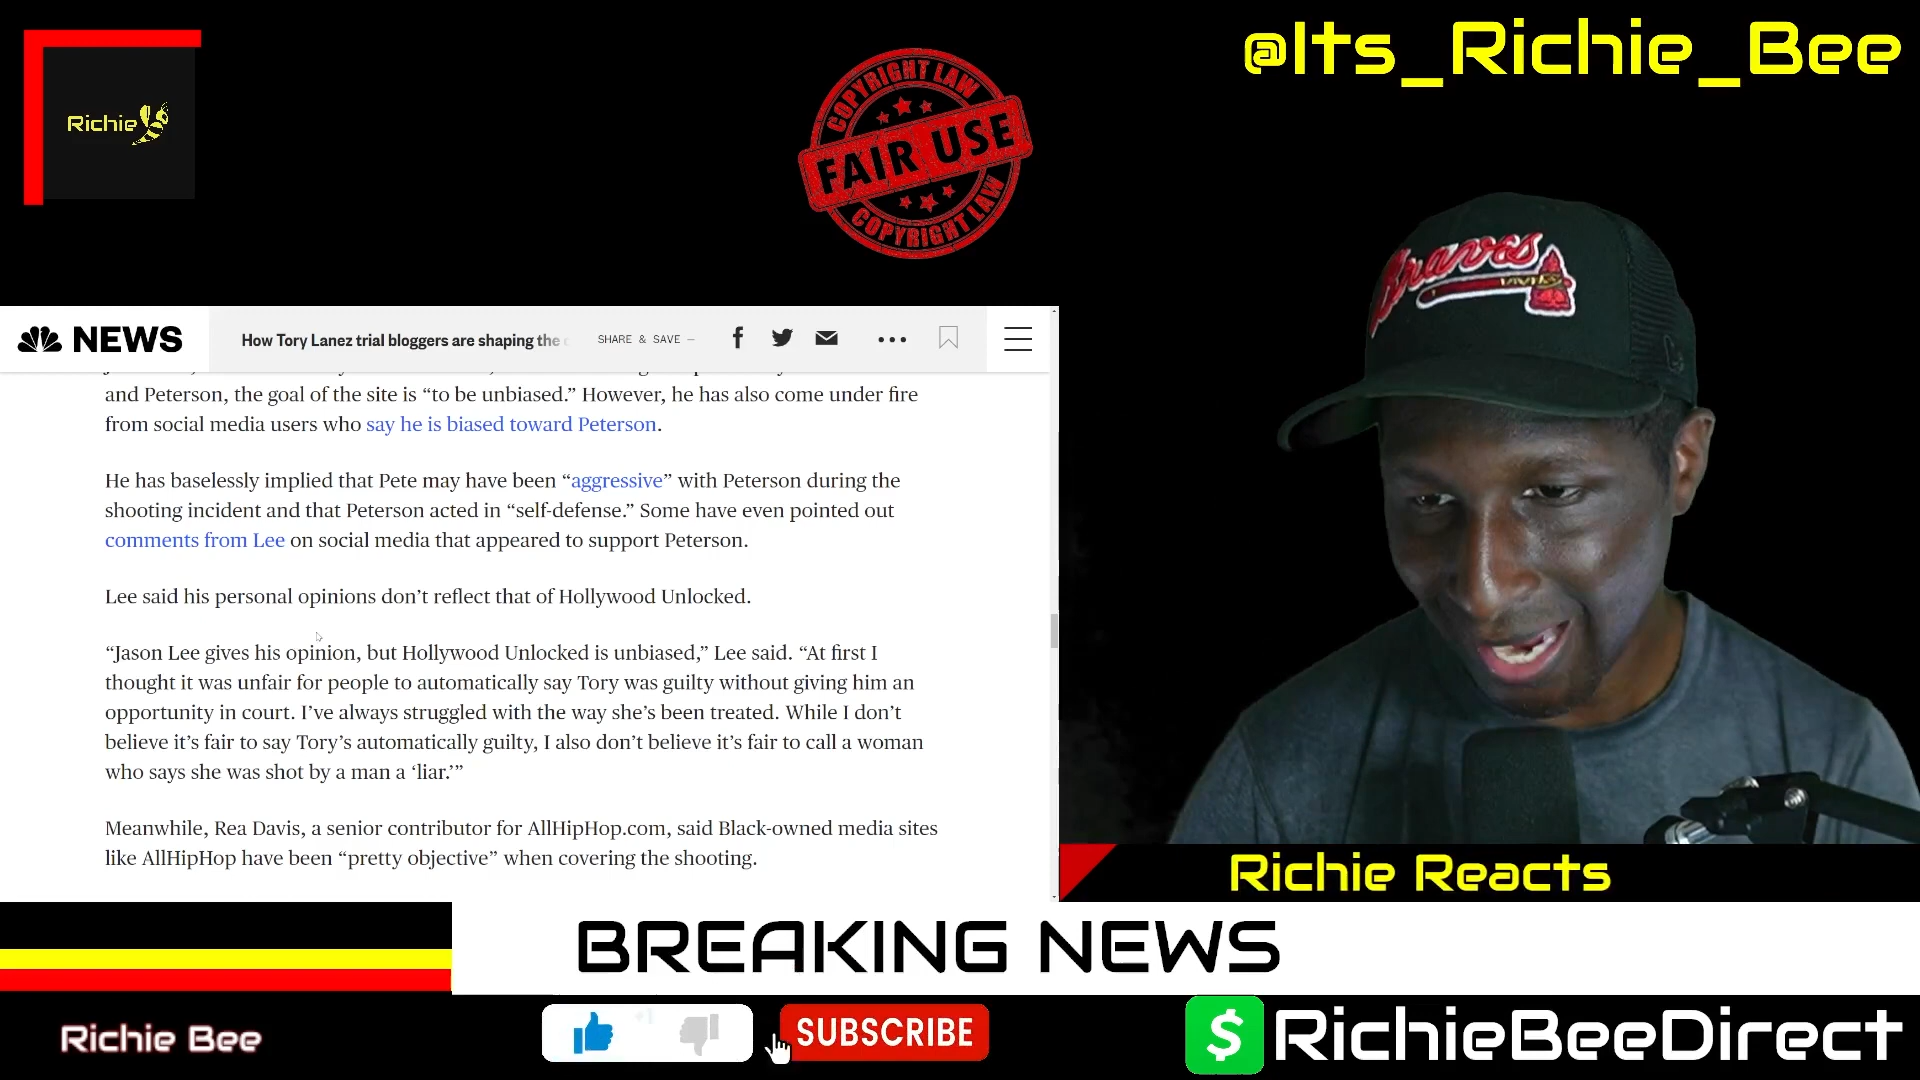 @Its_Richie_Bee
Richie
COPYRIGHT LAW
FAIR USE
COPYRIGHT LAW
Braves
NEWS
How Tory Lanez trial bloggers are shaping the
SHARE & SAVE —
and Peterson, the goal of the site is “to be unbiased.” However, he has also come under fire
from social media users who say he is biased toward Peterson.
He has baselessly implied that Pete may have been “aggressive” with Peterson during the
shooting incident and that Peterson acted in “self-defense.” Some have even pointed out
comments from Lee on social media that appeared to support Peterson.
Lee said his personal opinions don’t reflect that of Hollywood Unlocked.
“Jason Lee gives his opinion, but Hollywood Unlocked is unbiased,” Lee said. “At first I
thought it was unfair for people to automatically say Tory was guilty without giving him an
opportunity in court. I’ve always struggled with the way she’s been treated. While I don’t
believe it’s fair to say Tory’s automatically guilty, I also don’t believe it’s fair to call a woman
who says she was shot by a man a ‘liar.’”
Meanwhile, Rea Davis, a senior contributor for AllHipHop.com, said Black-owned media sites
like AllHipHop have been “pretty objective” when covering the shooting.
Richie Reacts
BREAKING NEWS
Richie Bee
SUBSCRIBE
$RichieBeeDirect